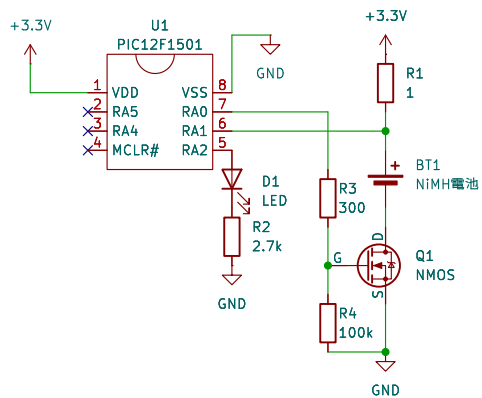 +3.3V
U1
PIC12F1501
1 VDD
2 RA5
3 RA4
4 MCLR#
VSS 8
RA0 7
RA1 6
RA2 5
GND
D1
LED
R2
2.7k
GND
+3.3V
R1
1
BT1
+
NiMH電池
R3
300
D
G
S
Q1
NMOS
R4
100k
GND